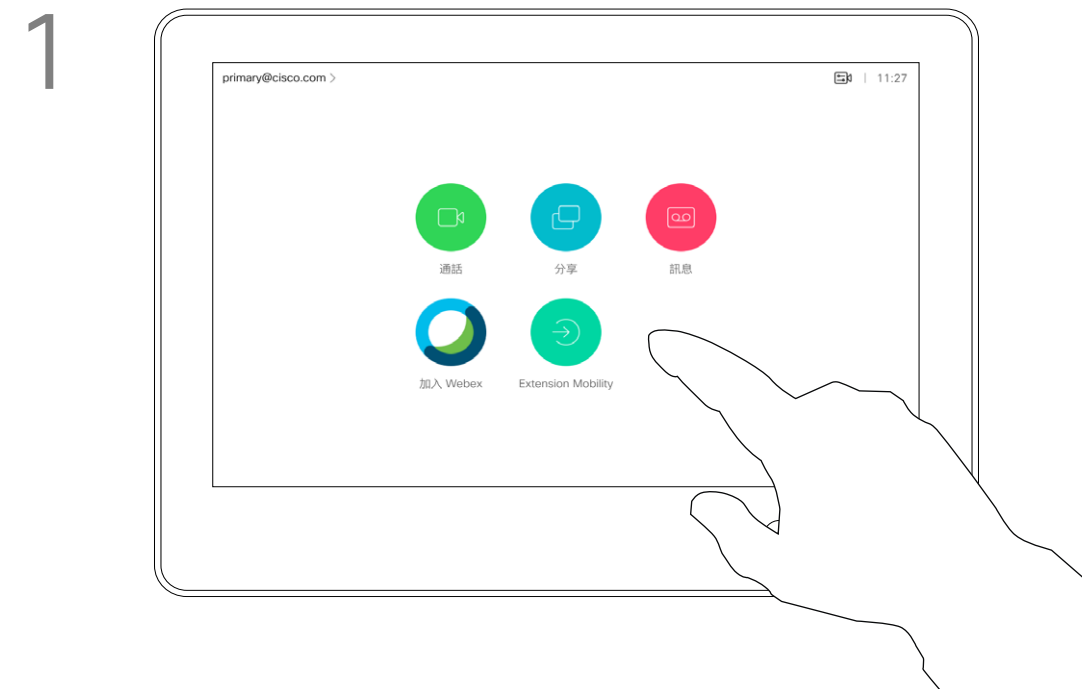 1
primary@cisco.com >
11:27
通話
分享
訊息
加入 Webex
Extension Mobility